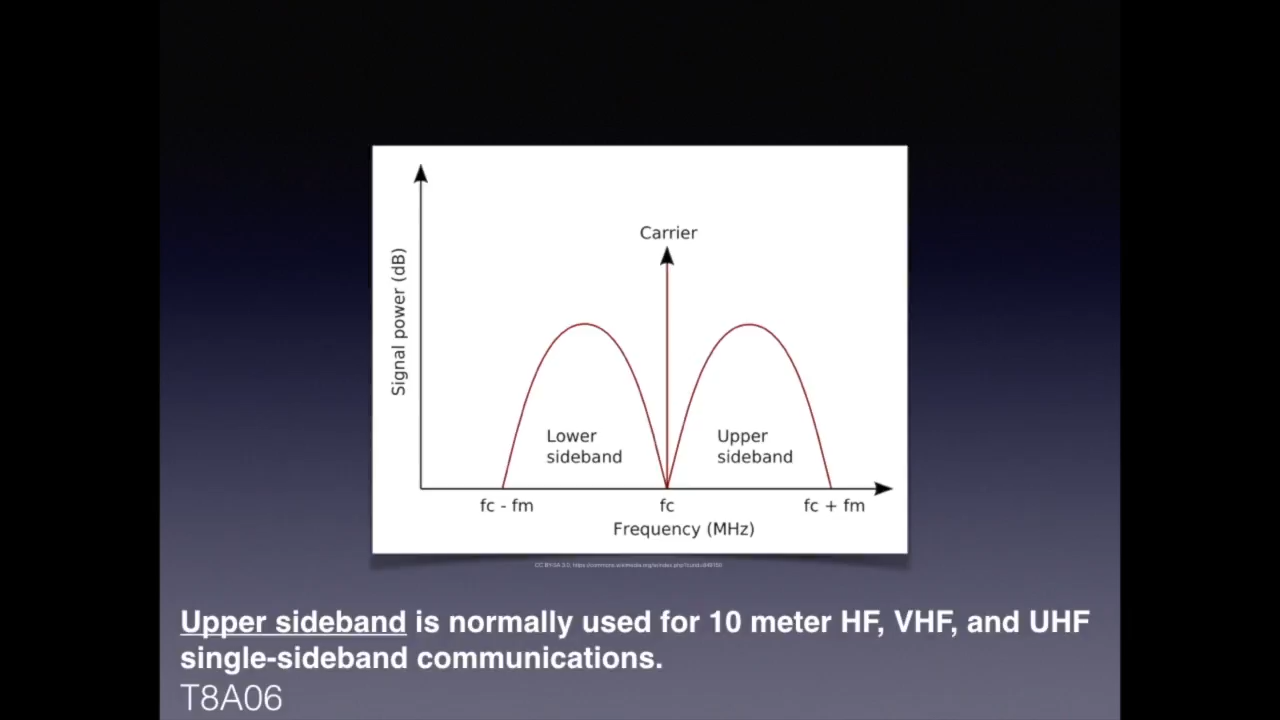 Carrier
Signal power (dB)
Lower
sideband
Upper
sideband
fc - fm
fc
fc + fm
Frequency (MHz)
Upper sideband is normally used for 10 meter HF, VHF, and UHF
single-sideband communications.
T8A06